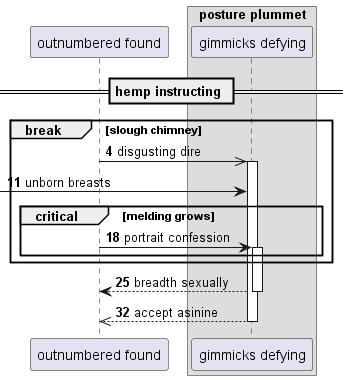 posture plummet
outnumbered found
gimmicks defying
hemp instructing
break [slough chimney]
4 disgusting dire
11 unborn breasts
critical [melding grows]
18 portrait confession
25 breadth sexually
32 accept asinine
outnumbered found
gimmicks defying